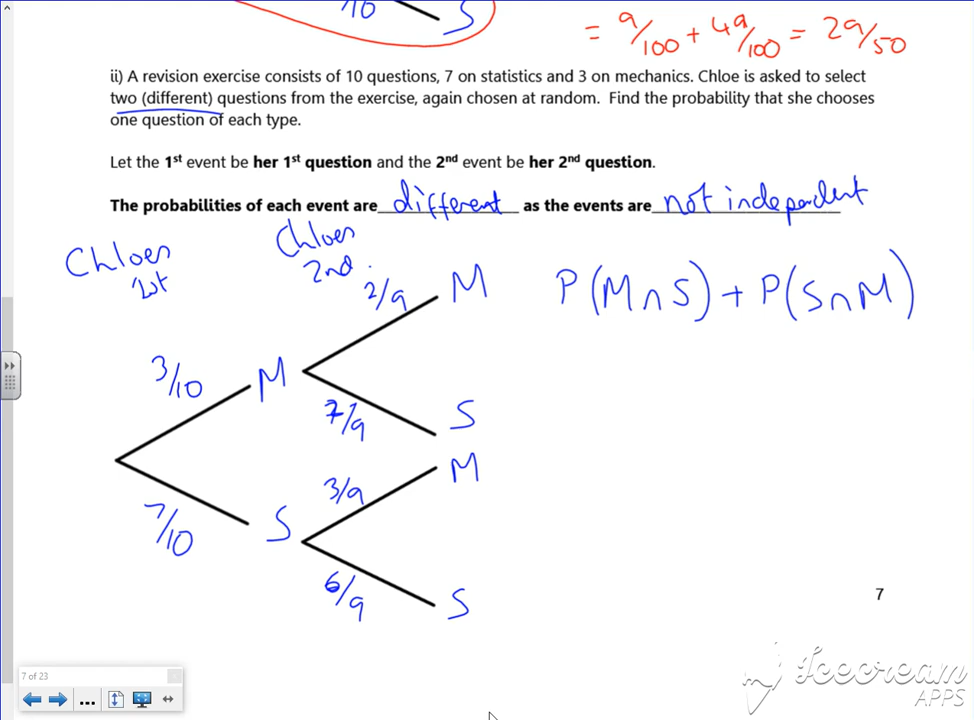 /10
S
= 9/100 + 49/100 = 29/50
ii) A revision exercise consists of 10 questions, 7 on statistics and 3 on mechanics. Chloe is asked to select
two (different) questions from the exercise, again chosen at random. Find the probability that she chooses
one question of each type.
Let the 1st event be her 1st question and the 2nd event be her 2nd question.
The probabilities of each event are different as the events are not independent
Chloes
1st
Chloes
2nd
2/9
M
P(M∩S) + P(S∩M)
3/10
M
7/9
S
3/9
M
7/10
S
6/9
S
7
7 of 23
...
Icecream
APPS